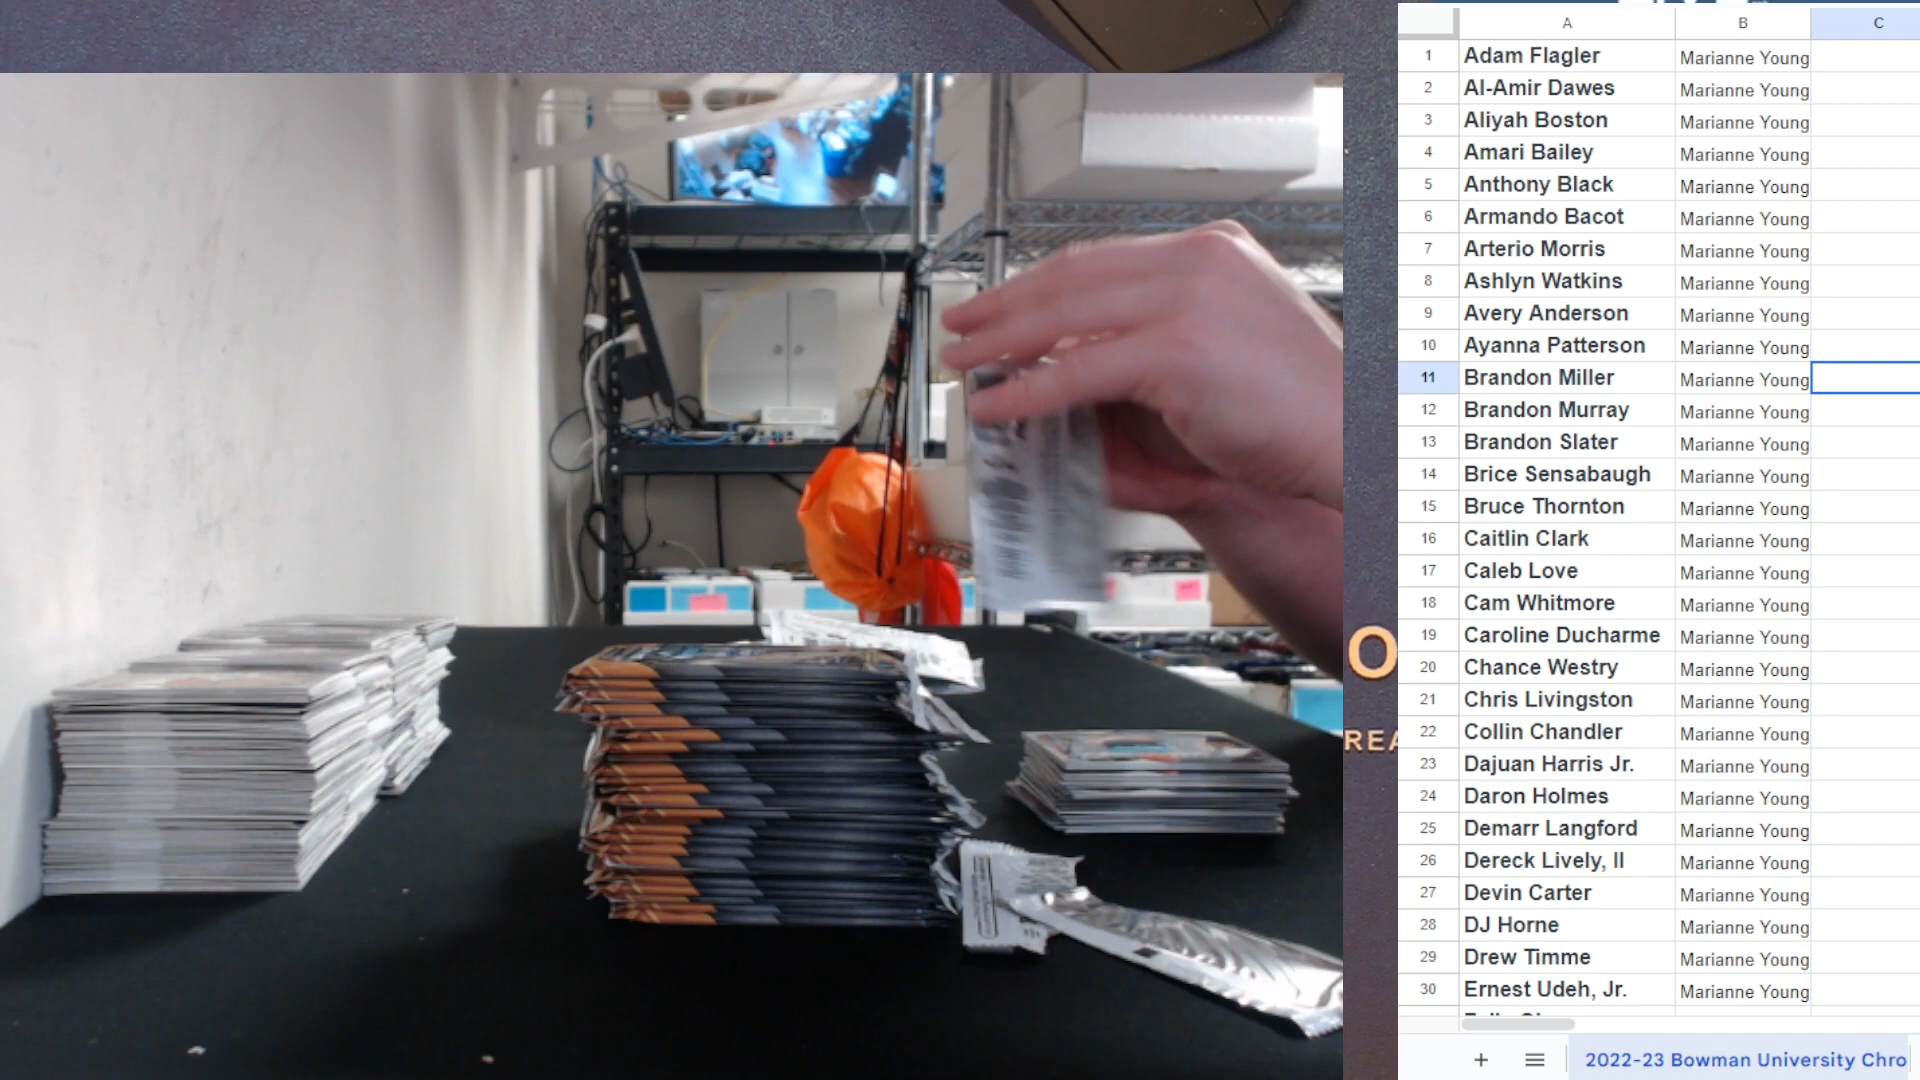 A B C
1 Adam Flagler Marianne Young
2 Al-Amir Dawes Marianne Young
3 Aliyah Boston Marianne Young
4 Amari Bailey Marianne Young
5 Anthony Black Marianne Young
6 Armando Bacot Marianne Young
7 Arterio Morris Marianne Young
8 Ashlyn Watkins Marianne Young
9 Avery Anderson Marianne Young
10 Ayanna Patterson Marianne Young
11 Brandon Miller Marianne Young
12 Brandon Murray Marianne Young
13 Brandon Slater Marianne Young
14 Brice Sensabaugh Marianne Young
15 Bruce Thornton Marianne Young
16 Caitlin Clark Marianne Young
17 Caleb Love Marianne Young
18 Cam Whitmore Marianne Young
19 Caroline Ducharme Marianne Young
20 Chance Westry Marianne Young
21 Chris Livingston Marianne Young
22 Collin Chandler Marianne Young
23 Dajuan Harris Jr. Marianne Young
24 Daron Holmes Marianne Young
25 Demarr Langford Marianne Young
26 Dereck Lively, II Marianne Young
27 Devin Carter Marianne Young
28 DJ Horne Marianne Young
29 Drew Timme Marianne Young
30 Ernest Udeh, Jr. Marianne Young
2022-23 Bowman University Chro
O
REA